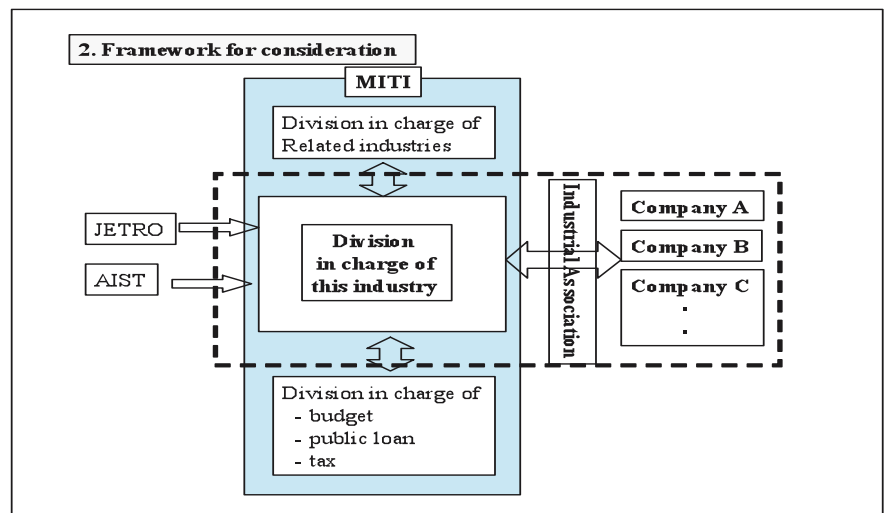 2. Framework for consideration
MITI
Division in charge of
Related industries
JETRO
AIST
Division
in charge of
this industry
Industrial Association
Company A
Company B
Company C
.
.
Division in charge of
- budget
- public loan
- tax